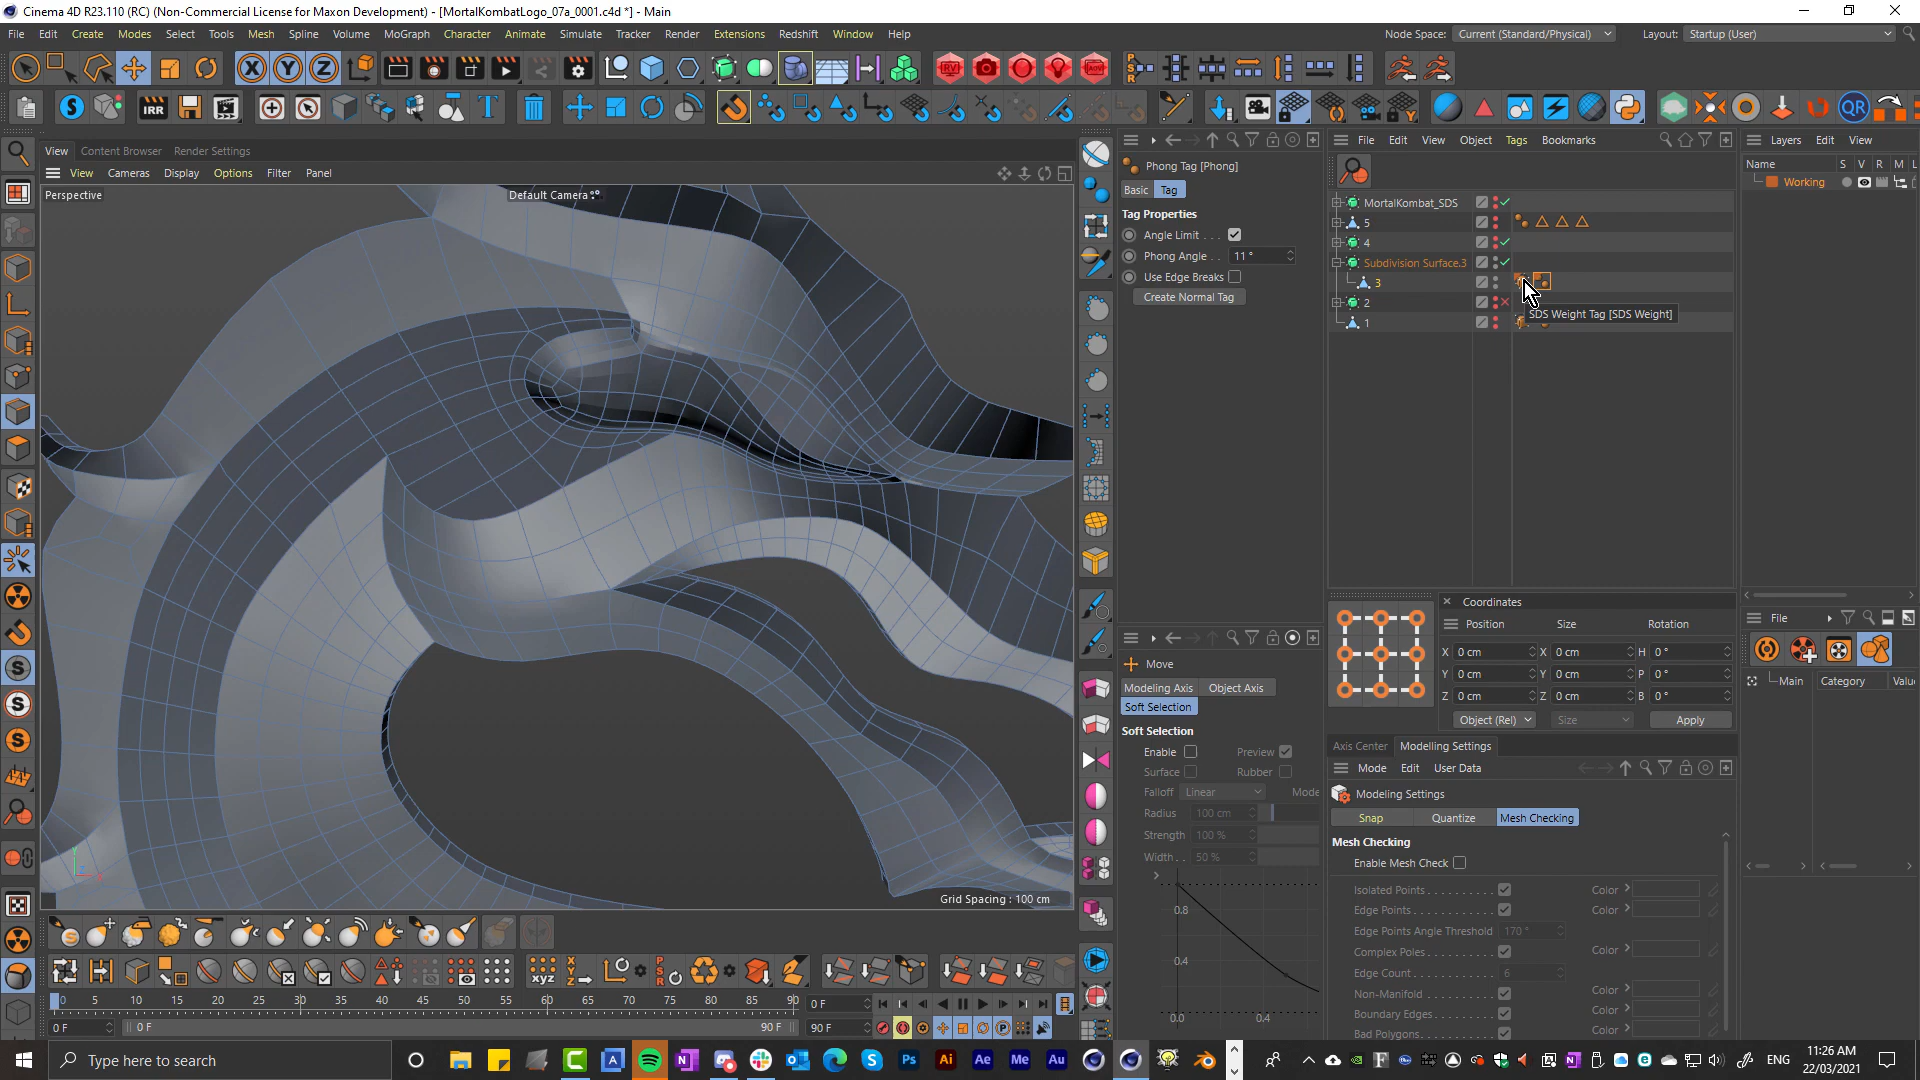 Cinema 4D R23.110 (RC) (Non-Commercial License for Maxon Development) - [MortalKombatLogo_07a_0001.c4d *] - Main
File Edit Create Modes Select Tools Mesh Spline Volume MoGraph Character Animate Simulate Tracker Render Extensions Redshift Window Help
Node Space: Current (Standard/Physical) Layout: Startup (User)
View Content Browser Render Settings
View Cameras Display Options Filter Panel
Perspective
Default Camera
Grid Spacing : 100 cm
Phong Tag [Phong]
Basic Tag
Tag Properties
Angle Limit . . .
Phong Angle . . 11 °
Use Edge Breaks
Create Normal Tag
File Edit View Object Tags Bookmarks
MortalKombat_SDS
5
4
Subdivision Surface.3
3
2
1
SDS Weight Tag [SDS Weight]
Layers Edit View
Name S V R M L
Working
Move
Modeling Axis Object Axis
Soft Selection
Soft Selection
Enable Preview
Surface Rubber
Falloff Linear Mode
Radius 100 cm
Strength 100 %
Width . . 50 %
0.8
0.4
0.0 0.4
Coordinates
Position Size Rotation
X 0 cm X 0 cm H 0 °
Y 0 cm Y 0 cm P 0 °
Z 0 cm Z 0 cm B 0 °
Object (Rel) Size Apply
Axis Center Modelling Settings
Mode Edit User Data
Modeling Settings
Snap Quantize Mesh Checking
Mesh Checking
Enable Mesh Check
Isolated Points Color
Edge Points Color
Edge Points Angle Threshold 170 °
Complex Poles Color
Edge Count 6
Non-Manifold Color
Boundary Edges Color
Bad Polygons Color
File
Main Category Value
0 5 10 15 20 25 30 35 40 45 50 55 60 65 70 75 80 85 90 0 F
0 F 0 F 90 F 90 F
Type here to search
ENG
11:26 AM
22/03/2021